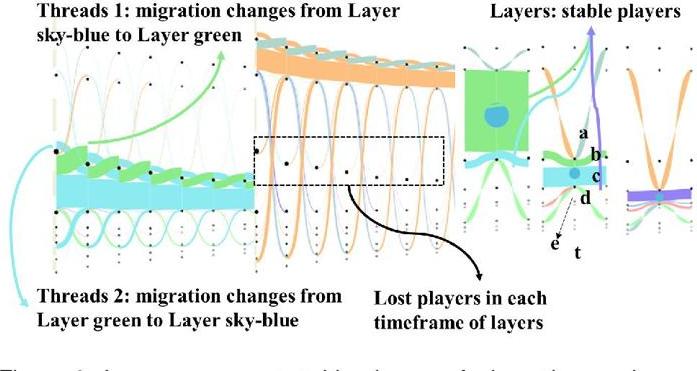 Threads 1: migration changes from Layer
sky-blue to Layer green
Layers: stable players
a
b
c
d
e
t
Threads 2: migration changes from
Layer green to Layer sky-blue
Lost players in each
timeframe of layers